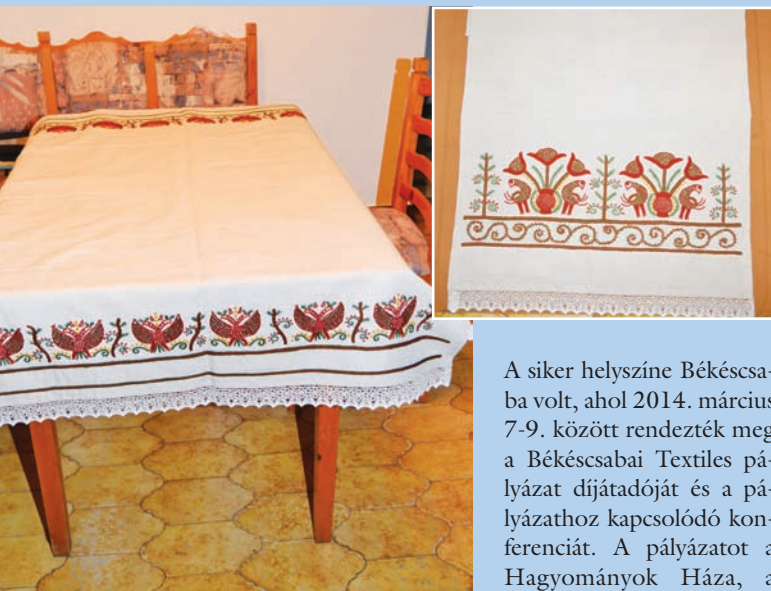 A siker helyszíne Békéscsa-
ba volt, ahol 2014. március
7-9. között rendezték meg
a Békéscsabai Textiles pá-
lyázat díjátadóját és a pá-
lyázathoz kapcsolódó kon-
ferenciát. A pályázatot a
Hagyományok Háza, a